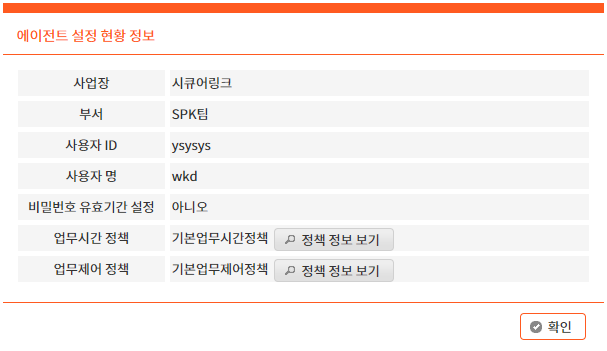 에이전트 설정 현황 정보
사업장 시큐어링크
부서 SPK팀
사용자 ID ysysys
사용자 명 wkd
비밀번호 유효기간 설정 아니오
업무시간 정책 기본업무시간정책 정책 정보 보기
업무제어 정책 기본업무제어정책 정책 정보 보기
확인